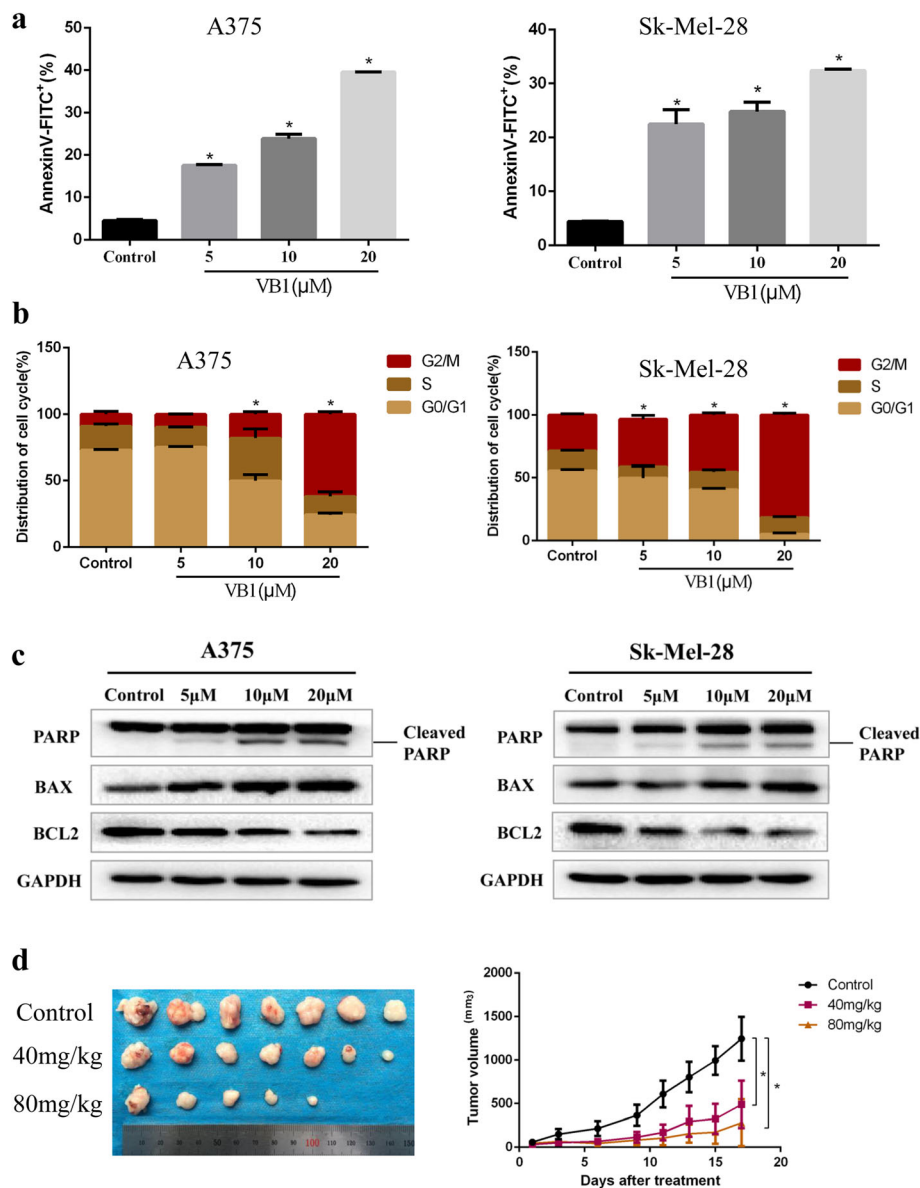 a
A375
AnnexinV-FITC⁺(%)
50
40
30
20
10
0
Control
5
10
20
VB1(μM)
Sk-Mel-28
AnnexinV-FITC⁺(%)
40
30
20
10
0
Control
5
10
20
VB1(μM)
*
*
*
*
*
*
b
A375
Distribution of cell cycle(%)
150
100
50
0
Control
5
10
20
VB1(μM)
*
*
G2/M
S
G0/G1
Sk-Mel-28
Distribution of cell cycle(%)
150
100
50
0
Control
5
10
20
VB1(μM)
*
*
*
G2/M
S
G0/G1
c
A375
Control 5μM 10μM 20μM
PARP
Cleaved
PARP
BAX
BCL2
GAPDH
Sk-Mel-28
Control 5μM 10μM 20μM
PARP
Cleaved
PARP
BAX
BCL2
GAPDH
d
Control
40mg/kg
80mg/kg
100
Tumor volume (mm3)
2000
1500
1000
500
0
0
5
10
15
20
Days after treatment
Control
40mg/kg
80mg/kg
*
*